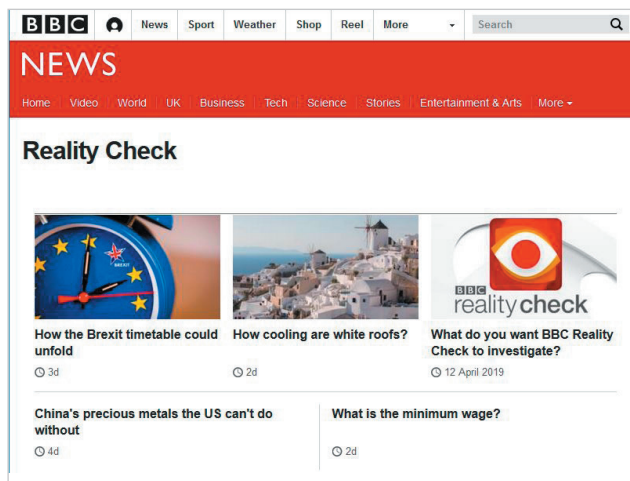 BBC News Sport Weather Shop Reel More Search
NEWS
Home Video World UK Business Tech Science Stories Entertainment & Arts More
Reality Check
BREXIT
BBC
reality check
How the Brexit timetable could
unfold
3d
How cooling are white roofs?
2d
What do you want BBC Reality
Check to investigate?
12 April 2019
China's precious metals the US can't do
without
4d
What is the minimum wage?
2d